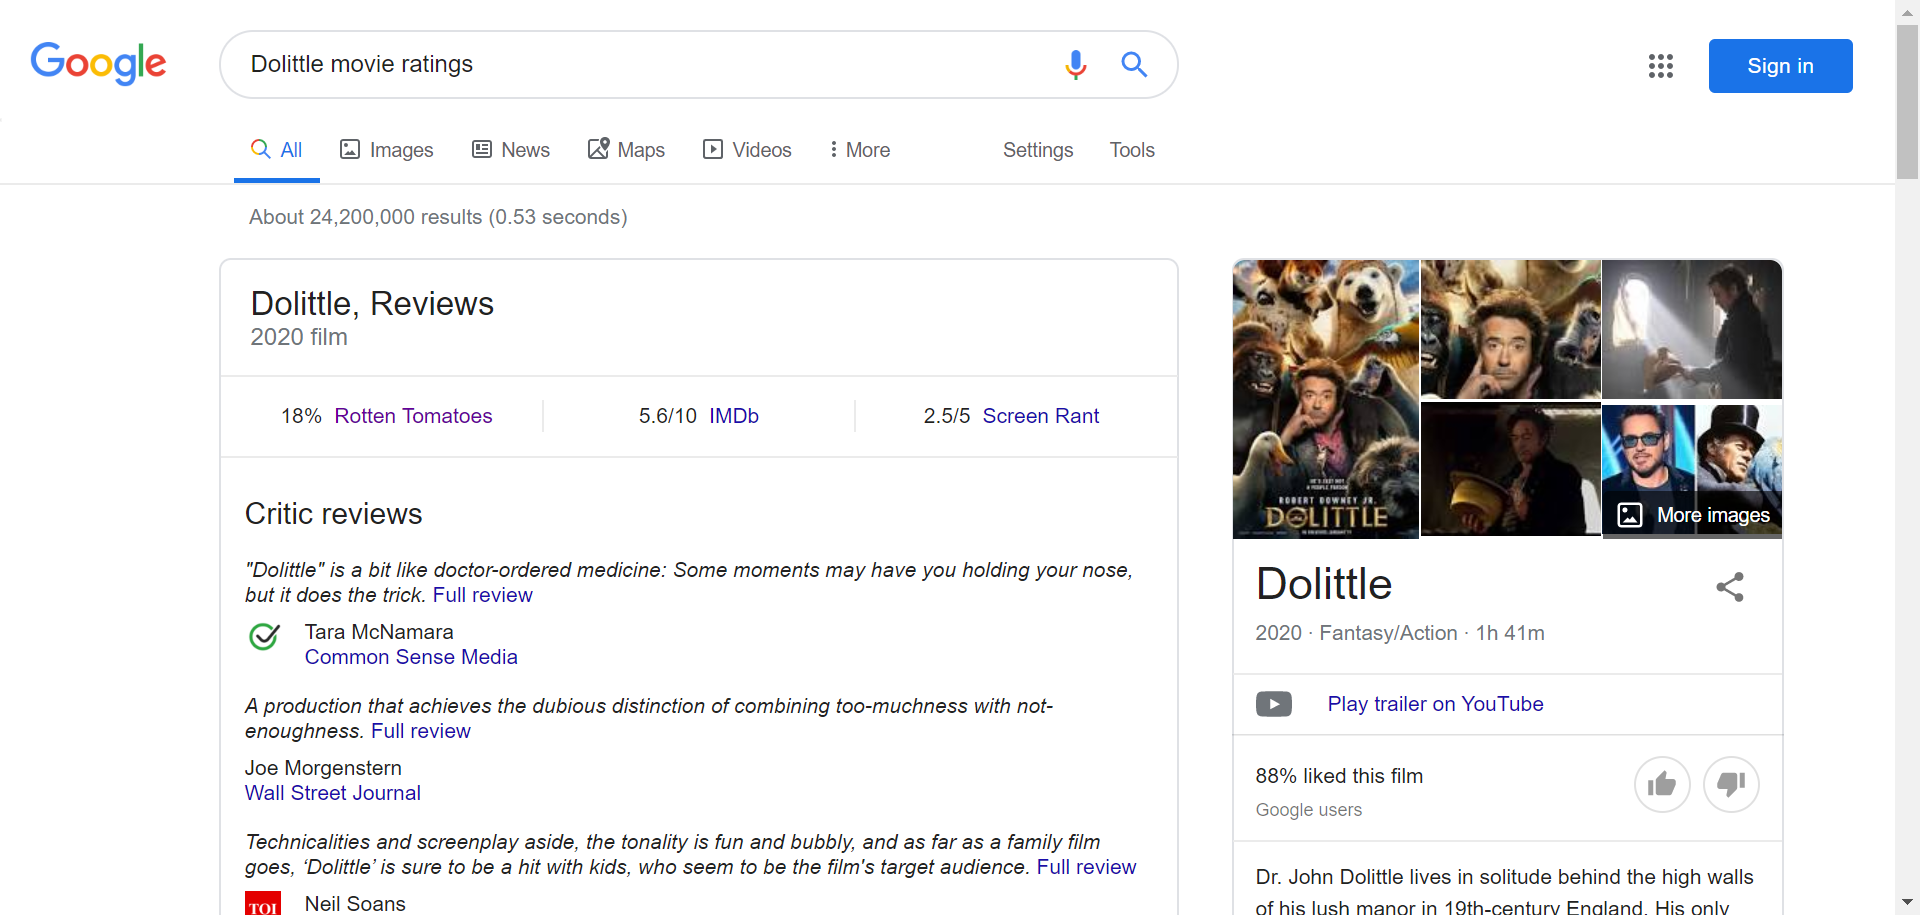 Google
Dolittle movie ratings
Sign in
All
Images
News
Maps
Videos
More
Settings
Tools
About 24,200,000 results (0.53 seconds)
Dolittle, Reviews
2020 film
18% Rotten Tomatoes
5.6/10 IMDb
2.5/5 Screen Rant
Critic reviews
"Dolittle" is a bit like doctor-ordered medicine: Some moments may have you holding your nose,
but it does the trick. Full review
Tara McNamara
Common Sense Media
A production that achieves the dubious distinction of combining too-muchness with not-
enoughness. Full review
Joe Morgenstern
Wall Street Journal
Technicalities and screenplay aside, the tonality is fun and bubbly, and as far as a family film
goes, ‘Dolittle’ is sure to be a hit with kids, who seem to be the film's target audience. Full review
TOI
Neil Soans
HE'S JUST NOT
A PEOPLE PERSON
ROBERT DOWNEY JR.
DOLITTLE
More images
Dolittle
2020 · Fantasy/Action · 1h 41m
Play trailer on YouTube
88% liked this film
Google users
Dr. John Dolittle lives in solitude behind the high walls
of his lush manor in 19th-century England. His only